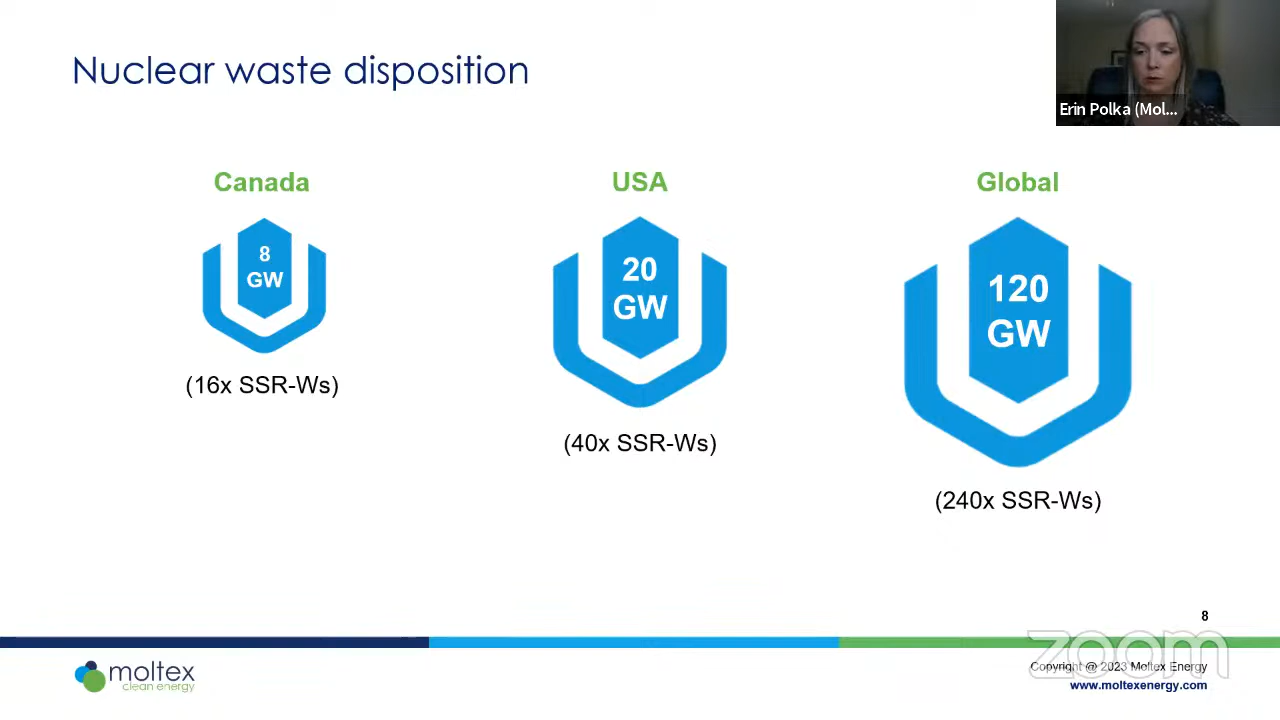 Nuclear waste disposition
Erin Polka (Mol...
Canada
8
GW
(16x SSR-Ws)
USA
20
GW
(40x SSR-Ws)
Global
120
GW
(240x SSR-Ws)
8
zoom
moltex
clean energy
Copyright @ 2023 Moltex Energy
www.moltexenergy.com